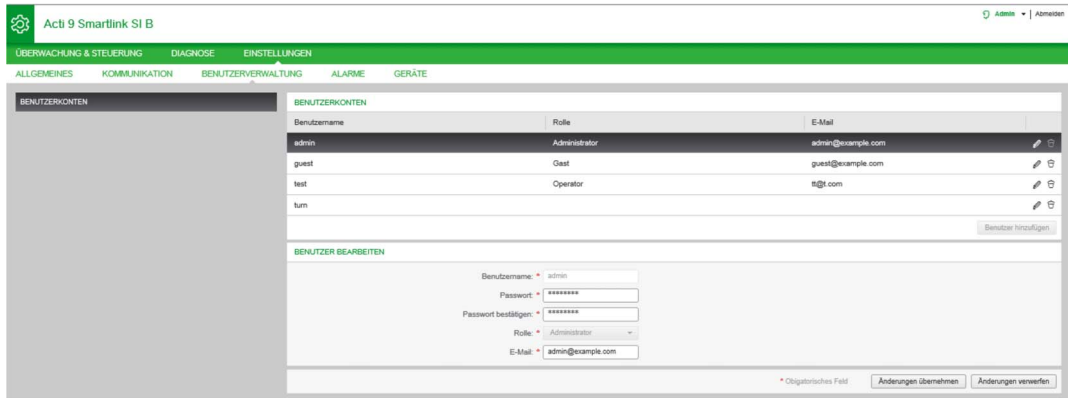 Acti 9 Smartlink SI B
Admin | Abmelden
ÜBERWACHUNG & STEUERUNG DIAGNOSE EINSTELLUNGEN
ALLGEMEINES KOMMUNIKATION BENUTZERVERWALTUNG ALARME GERÄTE
BENUTZERKONTEN
BENUTZERKONTEN
Benutzername Rolle E-Mail
admin Administrator admin@example.com
guest Gast guest@example.com
test Operator tt@t.com
turn
Benutzer hinzufügen
BENUTZER BEARBEITEN
Benutzername: * admin
Passwort: * ********
Passwort bestätigen: * ********
Rolle: * Administrator
E-Mail: * admin@example.com
* Obigatorisches Feld Änderungen übernehmen Änderungen verwerfen